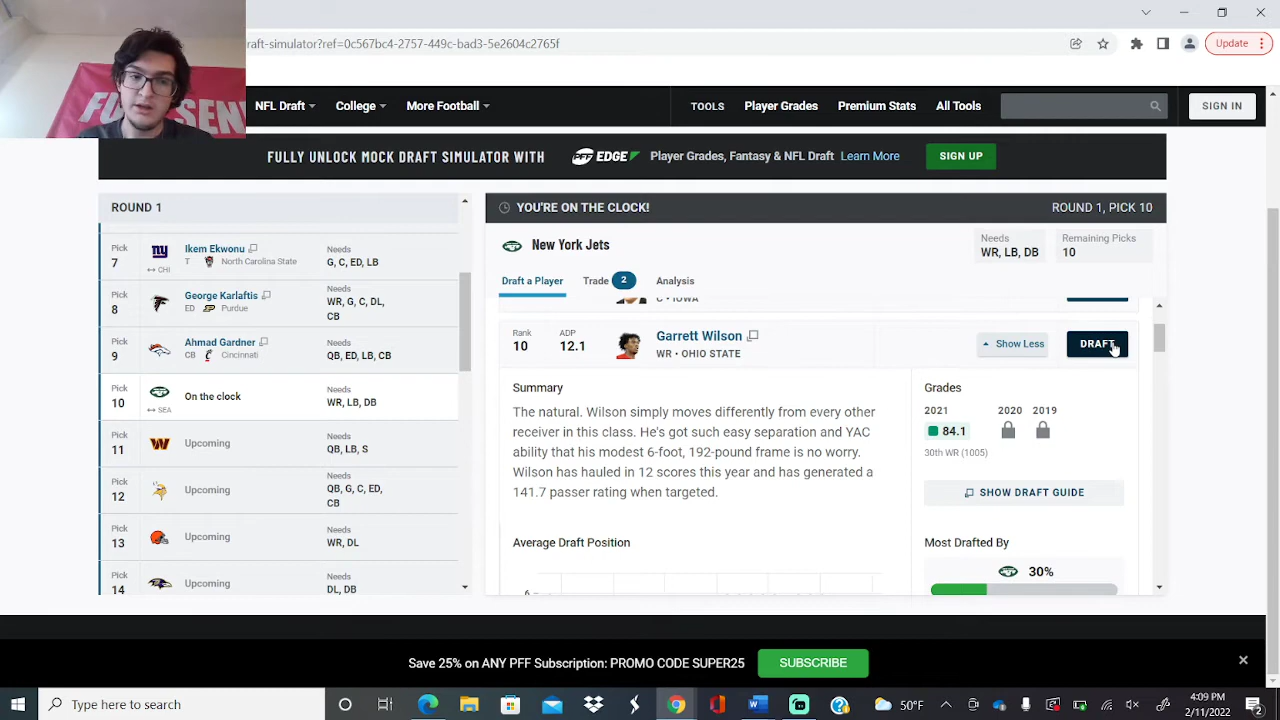 raft-simulator?ref=0c567bc4-2757-449c-bad3-5e2604c2765f
Update
FULL SEN
NFL Draft
College
More Football
TOOLS
Player Grades
Premium Stats
All Tools
SIGN IN
FULLY UNLOCK MOCK DRAFT SIMULATOR WITH
PFF EDGE
Player Grades, Fantasy & NFL Draft Learn More
SIGN UP
ROUND 1
Pick
7
CHI
Ikem Ekwonu
T North Carolina State
Needs
G, C, ED, LB
Pick
8
George Karlaftis
ED Purdue
Needs
WR, G, C, DL,
CB
Pick
9
Ahmad Gardner
CB Cincinnati
Needs
QB, ED, LB, CB
Pick
10
SEA
On the clock
Needs
WR, LB, DB
Pick
11
Upcoming
Needs
QB, LB, S
Pick
12
Upcoming
Needs
QB, G, C, ED,
CB
Pick
13
Upcoming
Needs
WR, DL
Pick
14
Upcoming
Needs
DL, DB
YOU'RE ON THE CLOCK!
ROUND 1, PICK 10
New York Jets
Needs
WR, LB, DB
Remaining Picks
10
Draft a Player
Trade 2
Analysis
C • IOWA
Rank
10
ADP
12.1
Garrett Wilson
WR • OHIO STATE
Show Less
DRAFT
Summary
The natural. Wilson simply moves differently from every other
receiver in this class. He's got such easy separation and YAC
ability that his modest 6-foot, 192-pound frame is no worry.
Wilson has hauled in 12 scores this year and has generated a
141.7 passer rating when targeted.
Average Draft Position
6
Grades
2021 2020 2019
84.1
30th WR (1005)
SHOW DRAFT GUIDE
Most Drafted By
30%
Save 25% on ANY PFF Subscription: PROMO CODE SUPER25
SUBSCRIBE
Type here to search
50°F
4:09 PM
2/11/2022
2